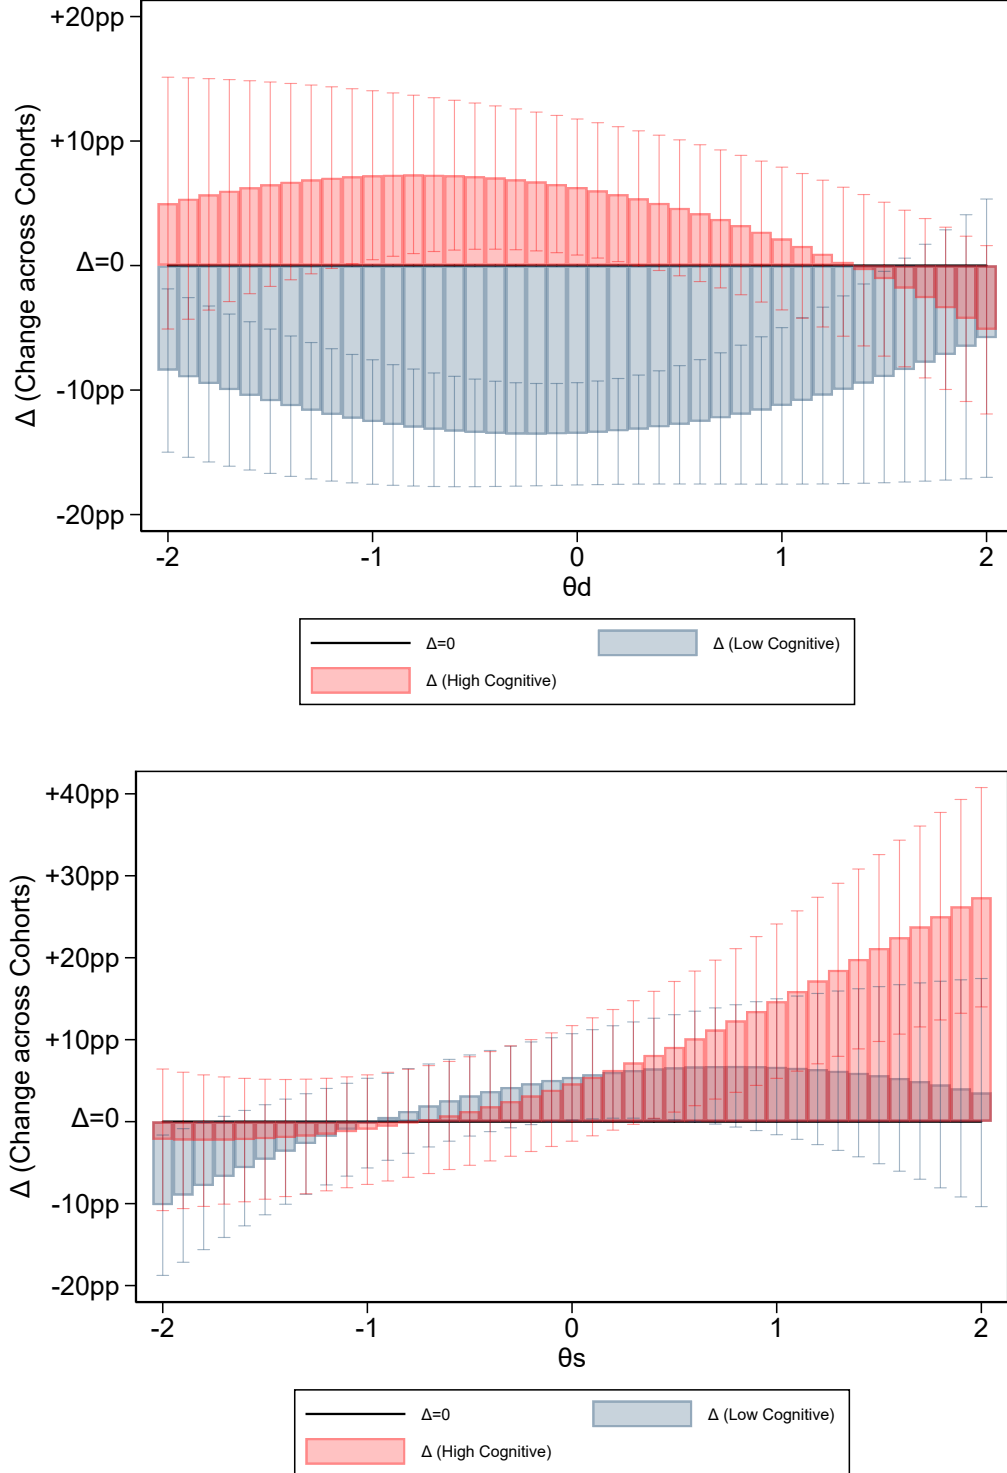 +20pp
+10pp
Δ=0
-10pp
-20pp
Δ (Change across Cohorts)
-2 -1 0 1 2
θd
Δ=0 Δ (Low Cognitive)
Δ (High Cognitive)
+40pp
+30pp
+20pp
+10pp
Δ=0
-10pp
-20pp
Δ (Change across Cohorts)
-2 -1 0 1 2
θs
Δ=0 Δ (Low Cognitive)
Δ (High Cognitive)